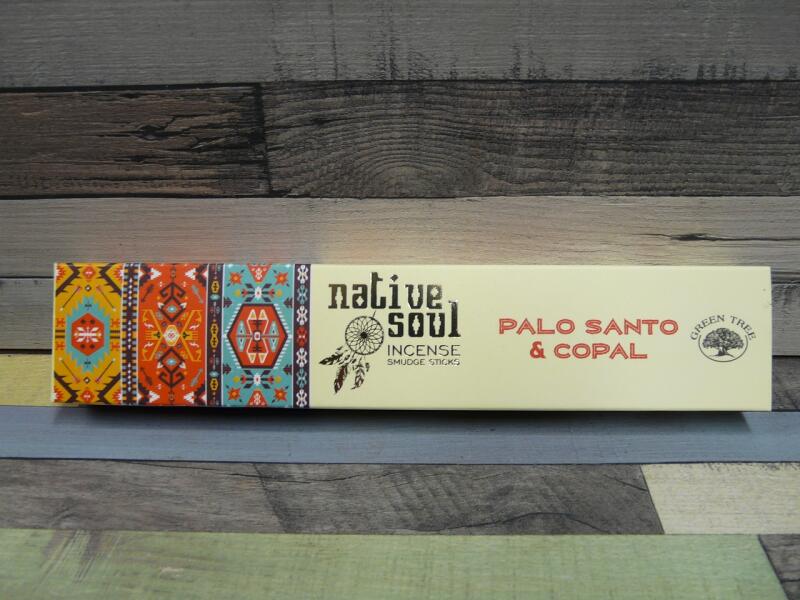 native
soul
INCENSE
SMUDGE STICKS
PALO SANTO
& COPAL
GREEN TREE